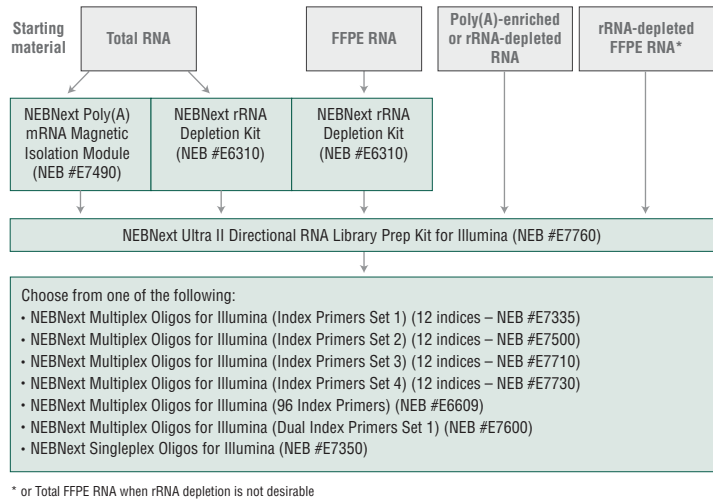 Starting
material
Total RNA
FFPE RNA
Poly(A)-enriched
or rRNA-depleted
RNA
rRNA-depleted
FFPE RNA*
NEBNext Poly(A)
mRNA Magnetic
Isolation Module
(NEB #E7490)
NEBNext rRNA
Depletion Kit
(NEB #E6310)
NEBNext rRNA
Depletion Kit
(NEB #E6310)
NEBNext Ultra II Directional RNA Library Prep Kit for Illumina (NEB #E7760)
Choose from one of the following:
• NEBNext Multiplex Oligos for Illumina (Index Primers Set 1) (12 indices – NEB #E7335)
• NEBNext Multiplex Oligos for Illumina (Index Primers Set 2) (12 indices – NEB #E7500)
• NEBNext Multiplex Oligos for Illumina (Index Primers Set 3) (12 indices – NEB #E7710)
• NEBNext Multiplex Oligos for Illumina (Index Primers Set 4) (12 indices – NEB #E7730)
• NEBNext Multiplex Oligos for Illumina (96 Index Primers) (NEB #E6609)
• NEBNext Multiplex Oligos for Illumina (Dual Index Primers Set 1) (NEB #E7600)
• NEBNext Singleplex Oligos for Illumina (NEB #E7350)
* or Total FFPE RNA when rRNA depletion is not desirable